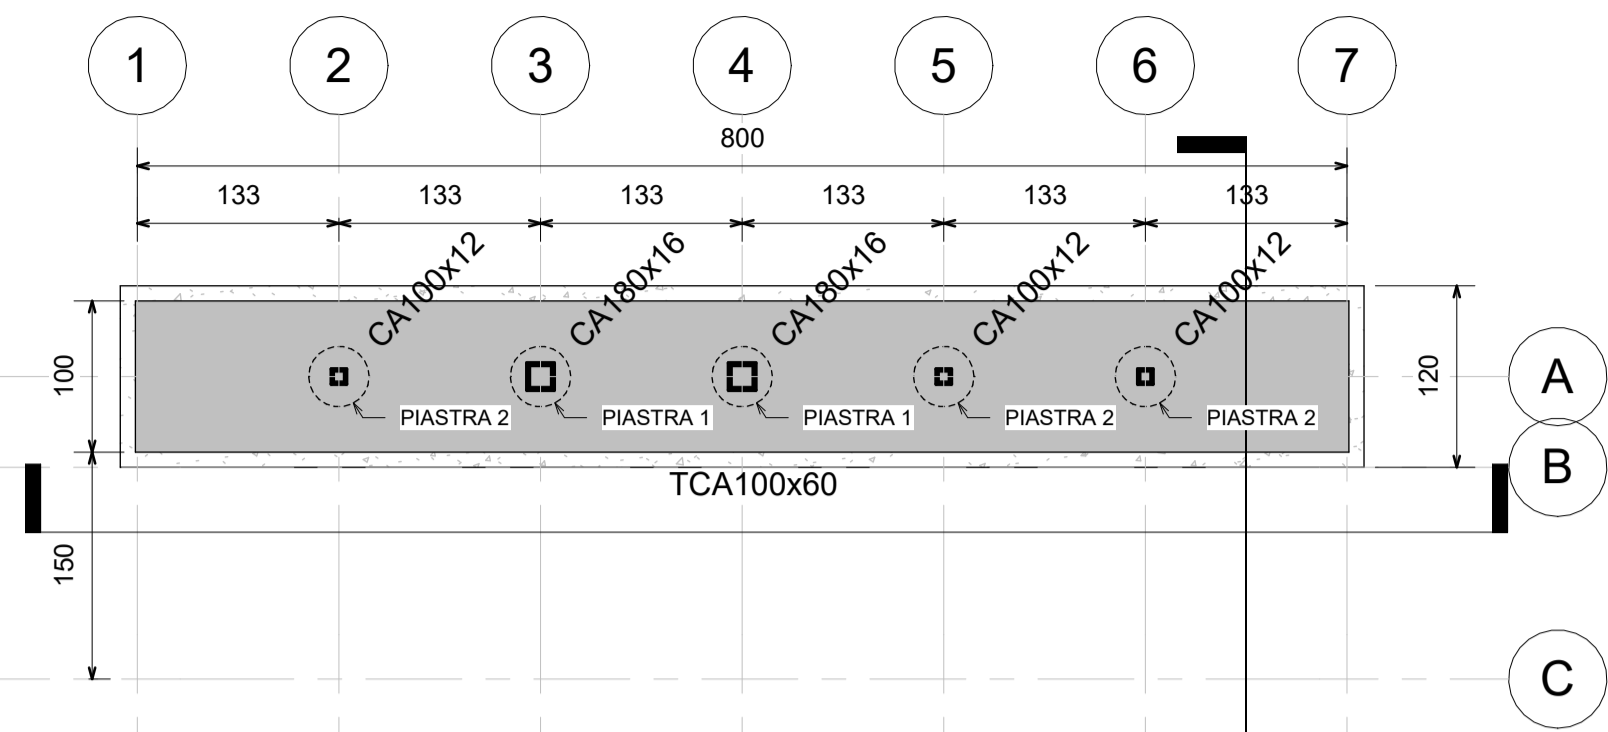 1 2 3 4 5 6 7
800
133 133 133 133 133 133
CA100x12 CA180x16 CA180x16 CA100x12 CA100x12
100
120
A
PIASTRA 2 PIASTRA 1 PIASTRA 1 PIASTRA 2 PIASTRA 2
B
TCA100x60
150
C